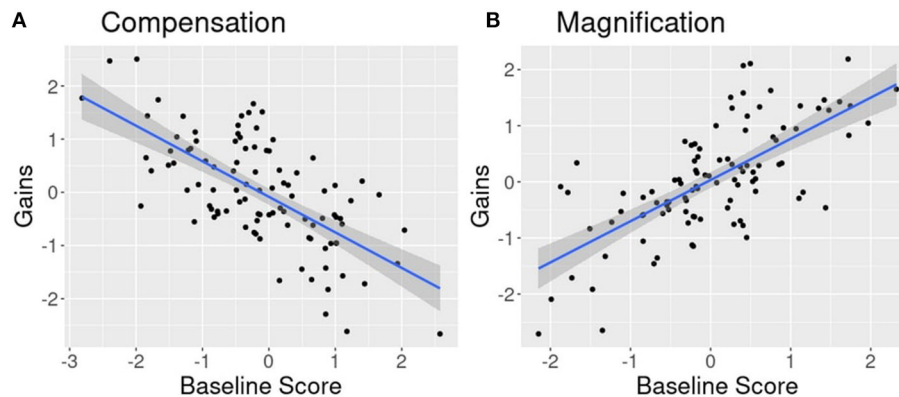 A Compensation
2
1
0
-1
-2
-3 -2 -1 0 1 2
Gains
Baseline Score
B Magnification
2
1
0
-1
-2
-2 -1 0 1 2
Gains
Baseline Score